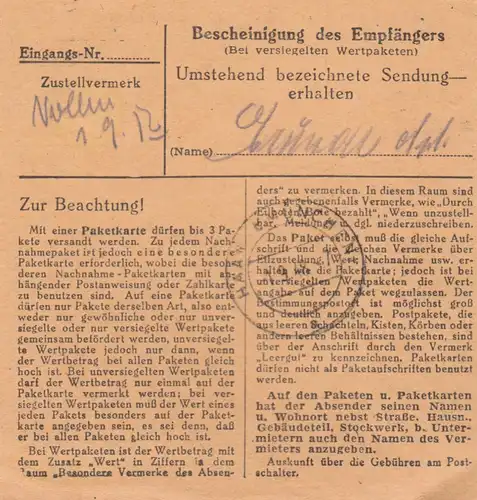 Eingangs-Nr. ..........
Zustellvermerk
1 9.
Bescheinigung des Empfängers
(Bei versiegelten Wertpaketen)
Umstehend bezeichnete Sendung—
erhalten
(Name)
Zur Beachtung!
Mit einer Paketkarte dürfen bis 3 Pa-
kete versandt werden. Zu jedem Nach-
nahmepaket ist jedoch eine besondere
Paketkarte erforderlich, wobei die beson-
deren Nachnahme-Paketkarten mit an-
hängender Postanweisung oder Zahlkarte
zu benutzen sind. Auf eine Paketkarte
dürfen nur Pakete derselben Art, also ent-
weder nur gewöhnliche oder nur unver-
siegelte oder nur versiegelte Wertpakete
gemeinsam befördert werden, unversiegel-
te Wertpakete jedoch nur dann, wenn
der Wertbetrag bei allen Paketen gleich
hoch ist. Bei unversiegelten Wertpaketen
darf der Wertbetrag nur einmal auf der
Paketkarte vermerkt werden; bei ver-
siegelten Wertpaketen muß der Wert eines
jeden Pakets besonders auf der Paket-
karte angegeben sein, es sei denn, daß
er bei allen Paketen gleich hoch ist.
Bei Wertpaketen ist der Wertbetrag mit
dem Zusatz „Wert" in Ziffern in dem
Raum „Besondere Vermerke des Absen-
ders" zu vermerken. In diesem Raum sind
auch gegebenenfalls Vermerke, wie „Durch
Eilboten, Bote bezahlt", „Wenn unzustell-
bar, Meldung" u. dgl. niederzuschreiben.
Das Paket selbst muß die gleiche Auf-
schrift und die gleichen Vermerke über
Eilzustellung, Wert, Nachnahme usw. er-
halten wie die Paketkarte; jedoch ist bei
unversiegelten Wertpaketen die Wert-
angabe auf dem Paket wegzulassen. Der
Bestimmungspostort ist möglichst groß
und deutlich anzugeben. Postpakete, die
aus leeren Schachteln, Kisten, Körben oder
andern leeren Behältnissen bestehen, sind
über der Anschrift durch den Vermerk
„Leergut" zu kennzeichnen. Paketkarten
dürfen nicht als Paketaufschriften benutzt
werden.
Auf den Paketen u. Paketkarten
hat der Absender seinen Namen
u. Wohnort nebst Straße, Hausn.,
Gebäudeteil, Stockwerk, b. Unter-
mietern auch den Namen des Ver-
mieters anzugeben.
Auskunft über die Gebühren am Post-
schalter.